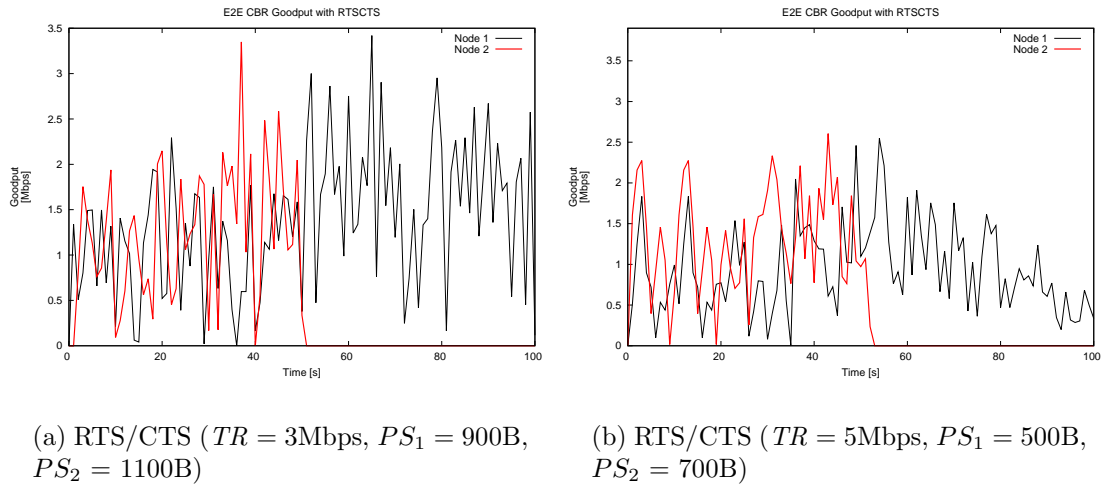 E2E CBR Goodput with RTSCTS
3.5
3
2.5
2
1.5
1
0.5
0
0 20 40 60 80 100
Goodput
[Mbps]
Time [s]
Node 1
Node 2
E2E CBR Goodput with RTSCTS
3.5
3
2.5
2
1.5
1
0.5
0
0 20 40 60 80 100
Goodput
[Mbps]
Time [s]
Node 1
Node 2
(a) RTS/CTS (TR = 3Mbps, PS₁ = 900B,
PS₂ = 1100B)
(b) RTS/CTS (TR = 5Mbps, PS₁ = 500B,
PS₂ = 700B)